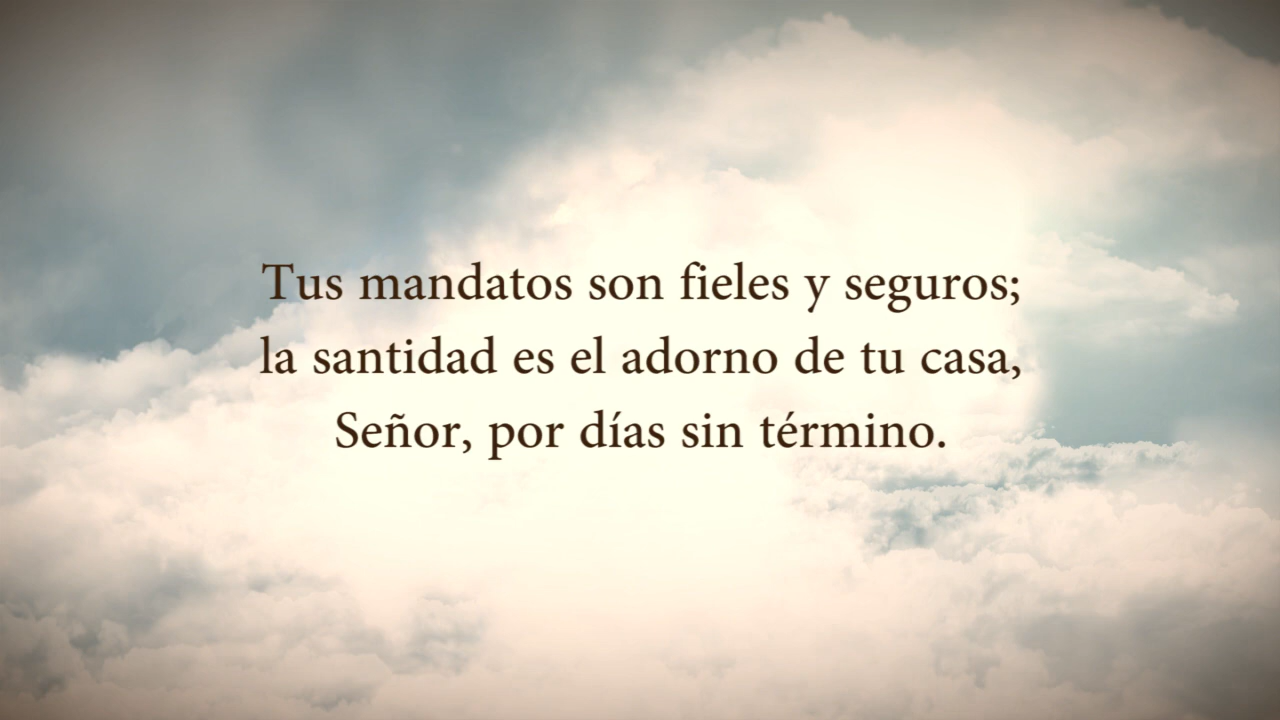 Tus mandatos son fieles y seguros;
la santidad es el adorno de tu casa,
Señor, por días sin término.